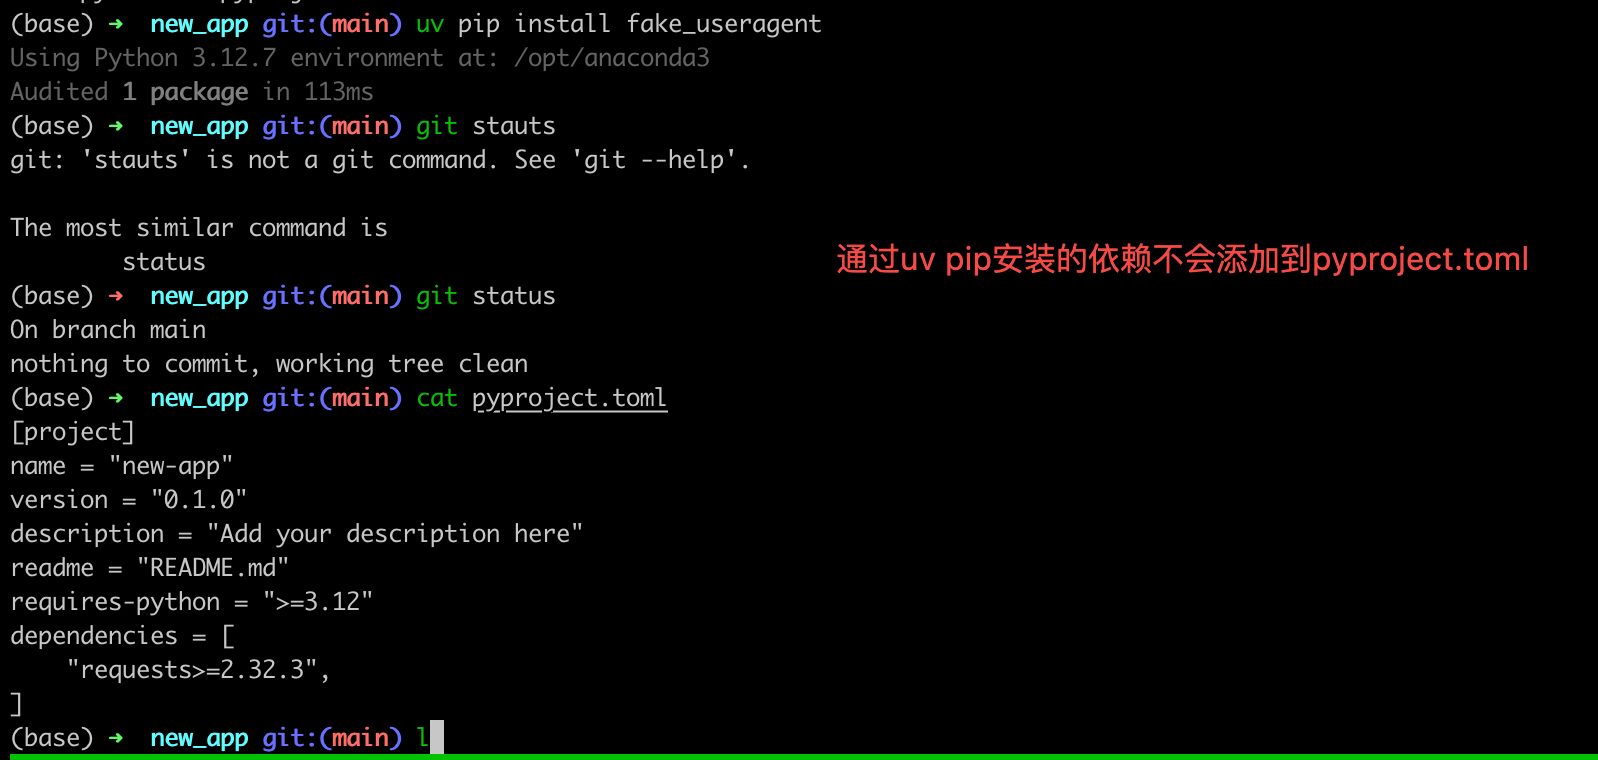 (base) ➜  new_app git:(main) uv pip install fake_useragent
Using Python 3.12.7 environment at: /opt/anaconda3
Audited 1 package in 113ms
(base) ➜  new_app git:(main) git stauts
git: 'stauts' is not a git command. See 'git --help'.
The most similar command is
        status
通过uv pip安装的依赖不会添加到pyproject.toml
(base) ➜  new_app git:(main) git status
On branch main
nothing to commit, working tree clean
(base) ➜  new_app git:(main) cat pyproject.toml
[project]
name = "new-app"
version = "0.1.0"
description = "Add your description here"
readme = "README.md"
requires-python = ">=3.12"
dependencies = [
    "requests>=2.32.3",
]
(base) ➜  new_app git:(main) l